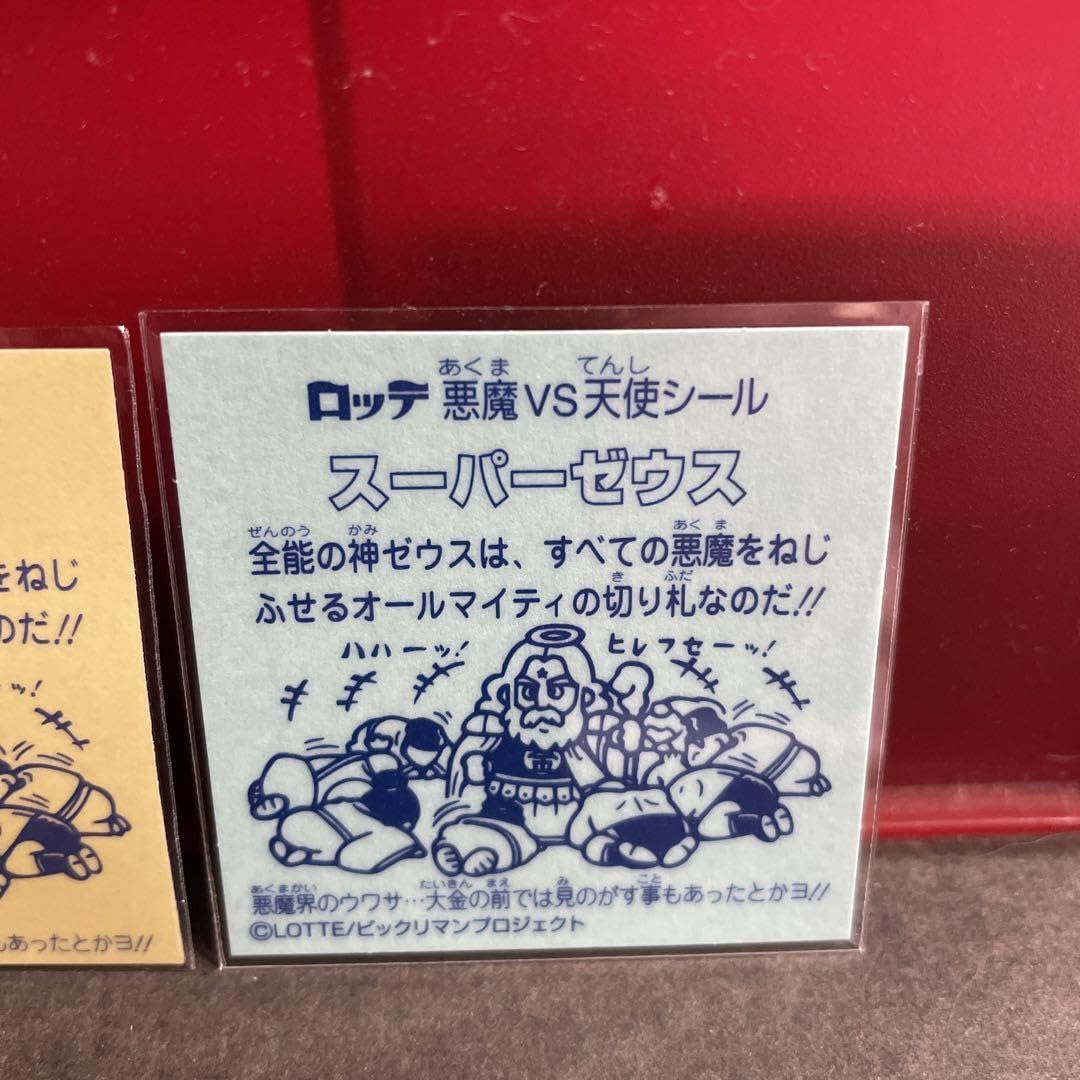 ロッテ 悪魔VS天使シール
あくま てんし
スーパーゼウス
ぜんのう かみ あくま
全能の神ゼウスは、すべての悪魔をねじ
き ふだ
ふせるオールマイティの切り札なのだ!!
ハハーッ! ヒレフセーッ!
あくまかい たいきん まえ み こと
悪魔界のウワサ…大金の前では見のがす事もあったとかヨ!!
©LOTTE/ビックリマンプロジェクト
をねじ
のだ!!
ーッ!
もあったとかヨ!!